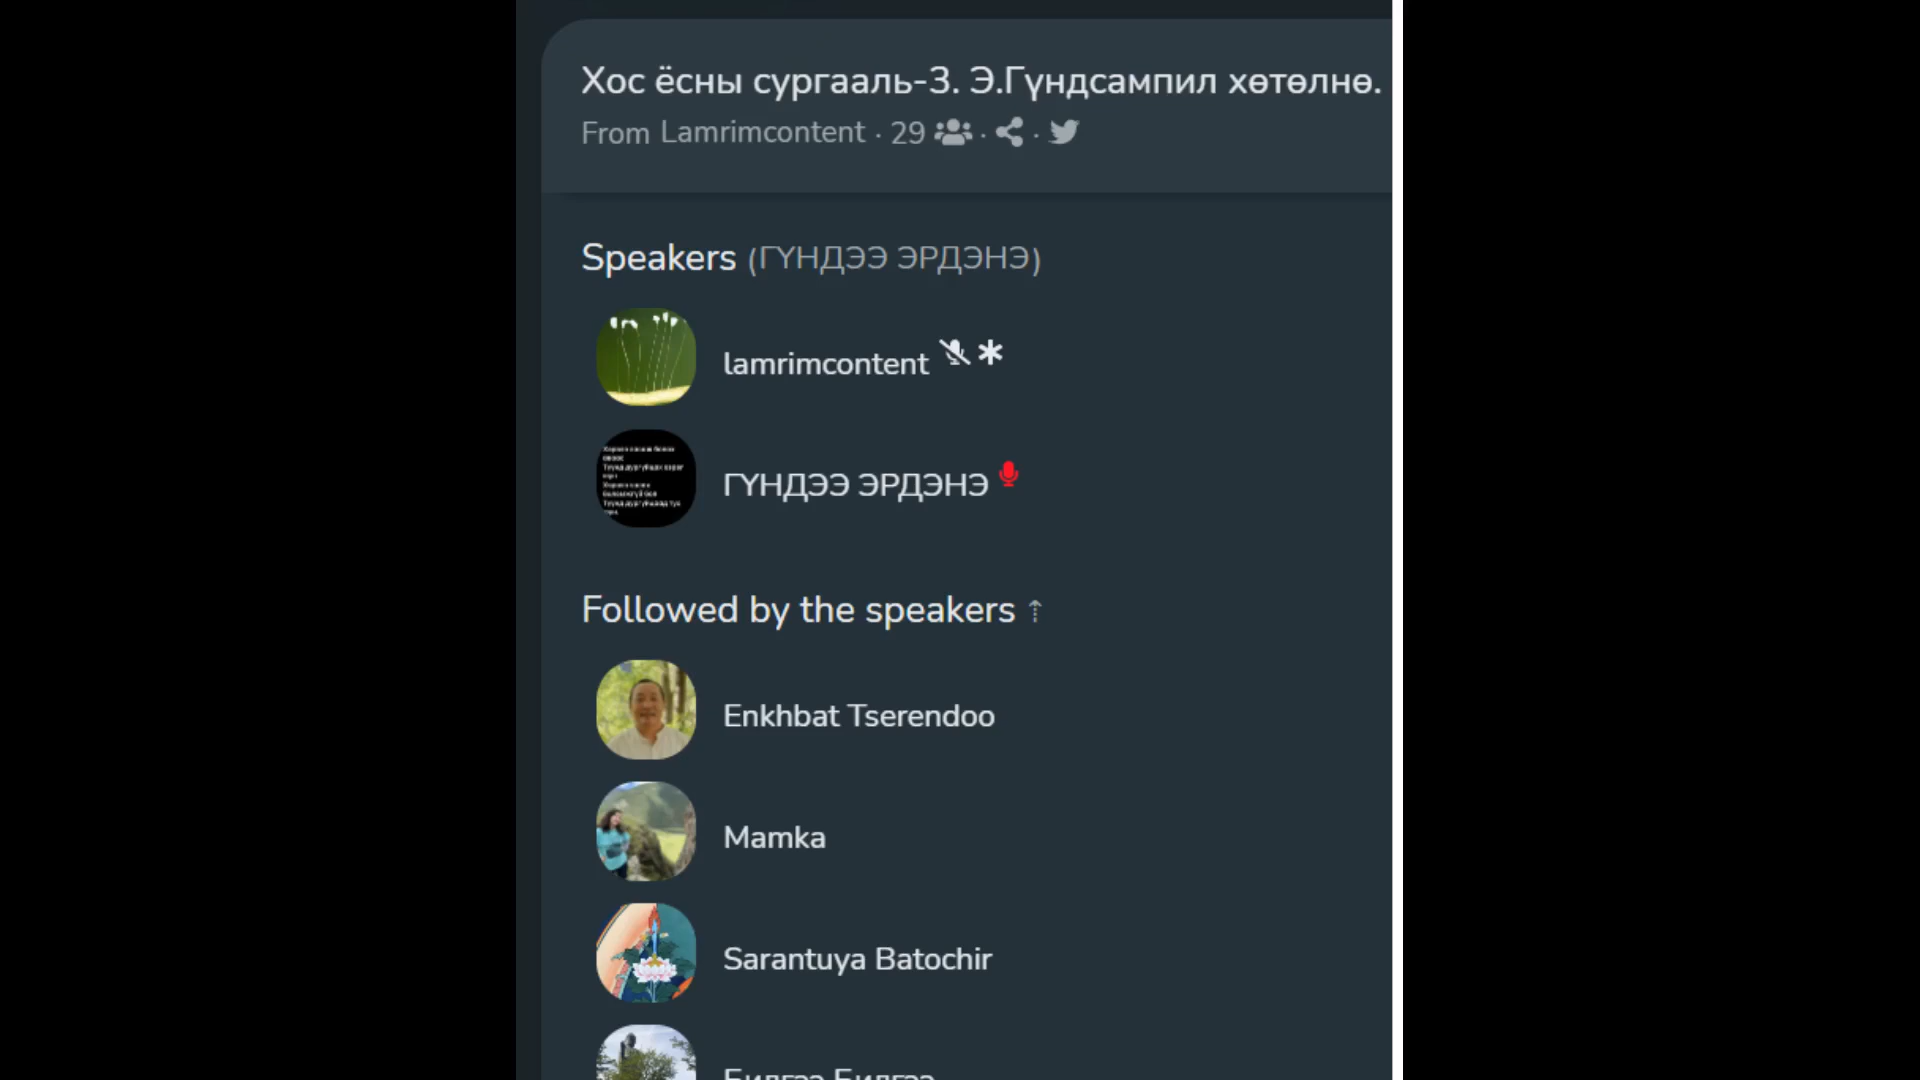 Хос ёсны сургааль-3. Э.Гүндсампил хөтөлнө.
From Lamrimcontent · 29 · ·
Speakers (ГҮНДЭЭ ЭРДЭНЭ)
lamrimcontent
ГҮНДЭЭ ЭРДЭНЭ
Followed by the speakers
Enkhbat Tserendoo
Mamka
Sarantuya Batochir